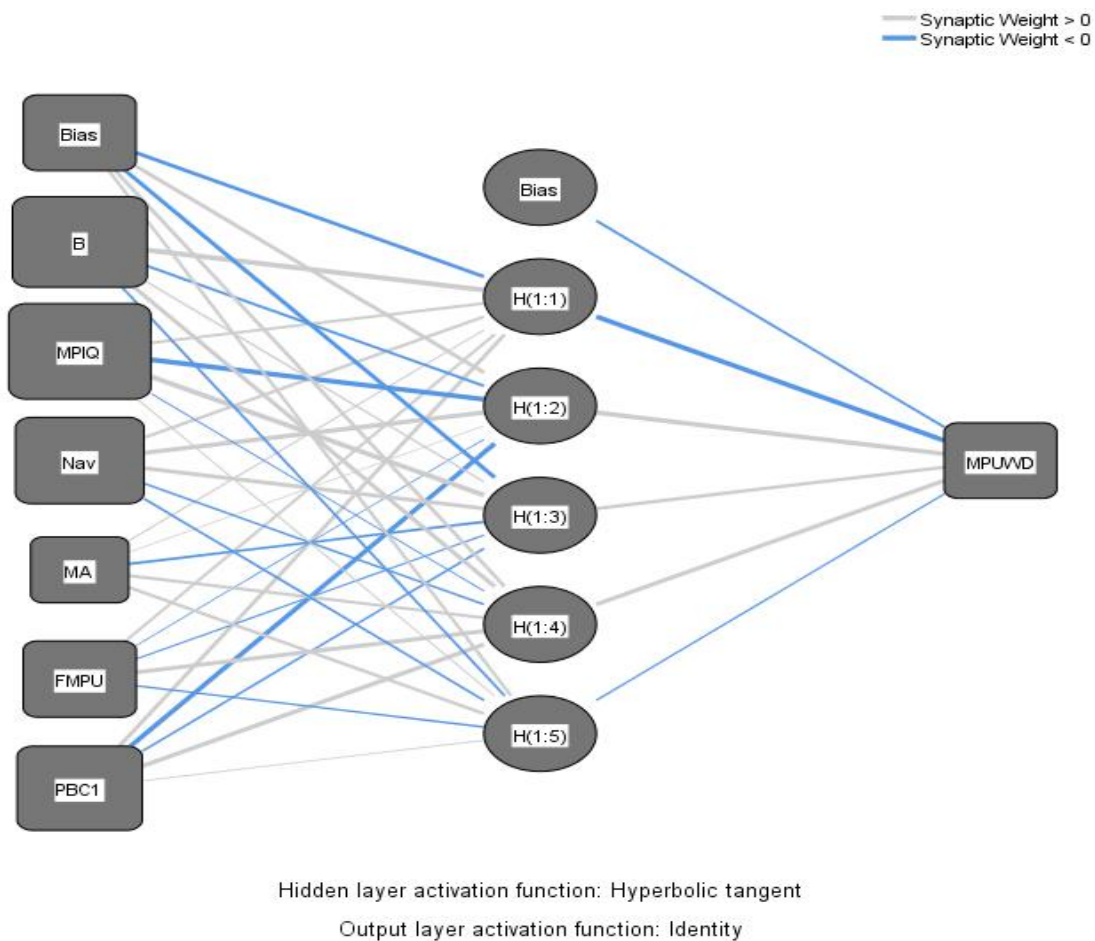 Synaptic Weight > 0
Synaptic Weight < 0
Bias
B
MPIQ
Nav
MA
FMPU
PBC1
Bias
H(1:1)
H(1:2)
H(1:3)
H(1:4)
H(1:5)
MPUWD
Hidden layer activation function: Hyperbolic tangent
Output layer activation function: Identity